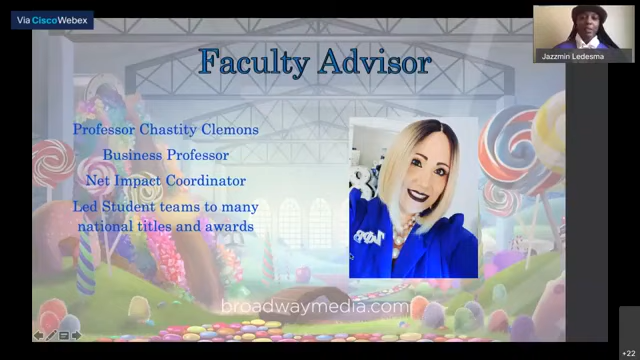 Via Cisco Webex
Faculty Advisor
Jazzmin Ledesma
Professor Chastity Clemons
Business Professor
Net Impact Coordinator
Led Student teams to many
national titles and awards
broadwaymedia.com
+22